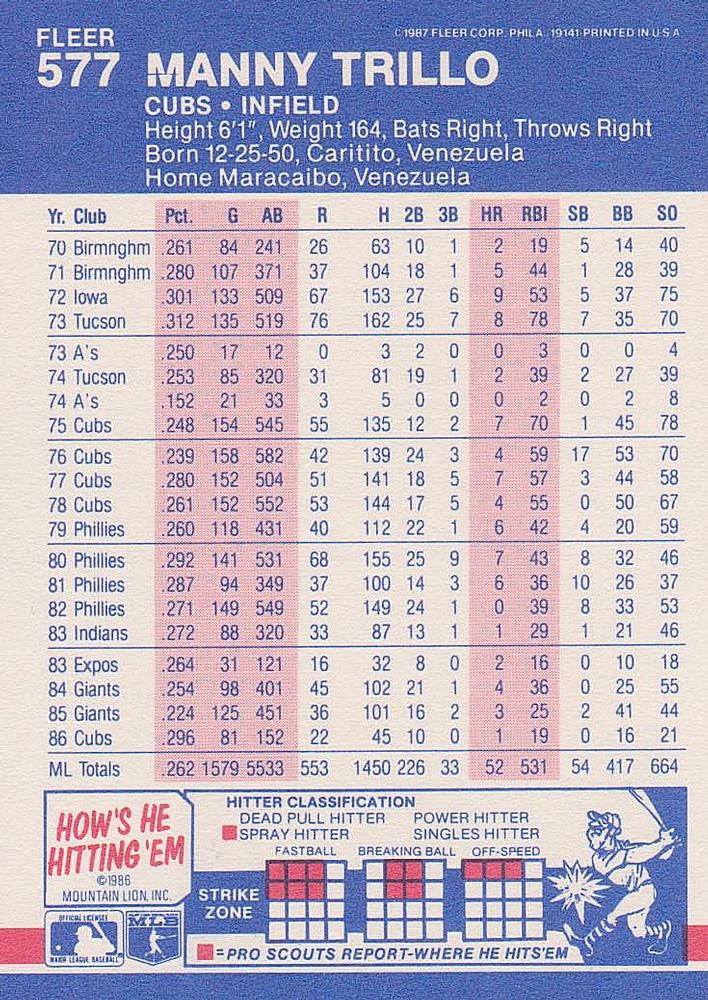 FLEER
©1987 FLEER CORP. PHILA. 19141 PRINTED IN U S A
577 MANNY TRILLO
CUBS • INFIELD
Height 6'1", Weight 164, Bats Right, Throws Right
Born 12-25-50, Caritito, Venezuela
Home Maracaibo, Venezuela
Yr. Club Pct. G AB R H 2B 3B HR RBI SB BB SO
70 Birmnghm .261 84 241 26 63 10 1 2 19 5 14 40
71 Birmnghm .280 107 371 37 104 18 1 5 44 1 28 39
72 Iowa .301 133 509 67 153 27 6 9 53 5 37 75
73 Tucson .312 135 519 76 162 25 7 8 78 7 35 70
73 A's .250 17 12 0 3 2 0 0 3 0 0 4
74 Tucson .253 85 320 31 81 19 1 2 39 2 27 39
74 A's .152 21 33 3 5 0 0 0 2 0 2 8
75 Cubs .248 154 545 55 135 12 2 7 70 1 45 78
76 Cubs .239 158 582 42 139 24 3 4 59 17 53 70
77 Cubs .280 152 504 51 141 18 5 7 57 3 44 58
78 Cubs .261 152 552 53 144 17 5 4 55 0 50 67
79 Phillies .260 118 431 40 112 22 1 6 42 4 20 59
80 Phillies .292 141 531 68 155 25 9 7 43 8 32 46
81 Phillies .287 94 349 37 100 14 3 6 36 10 26 37
82 Phillies .271 149 549 52 149 24 1 0 39 8 33 53
83 Indians .272 88 320 33 87 13 1 1 29 1 21 46
83 Expos .264 31 121 16 32 8 0 2 16 0 10 18
84 Giants .254 98 401 45 102 21 1 4 36 0 25 55
85 Giants .224 125 451 36 101 16 2 3 25 2 41 44
86 Cubs .296 81 152 22 45 10 0 1 19 0 16 21
ML Totals .262 1579 5533 553 1450 226 33 52 531 54 417 664
HOW'S HE
HITTING 'EM
©1986
MOUNTAIN LION, INC.
OFFICIAL LICENSEE
MAJOR LEAGUE BASEBALL
MLB
HITTER CLASSIFICATION
DEAD PULL HITTER POWER HITTER
SPRAY HITTER SINGLES HITTER
FASTBALL BREAKING BALL OFF-SPEED
STRIKE
ZONE
=PRO SCOUTS REPORT-WHERE HE HITS'EM